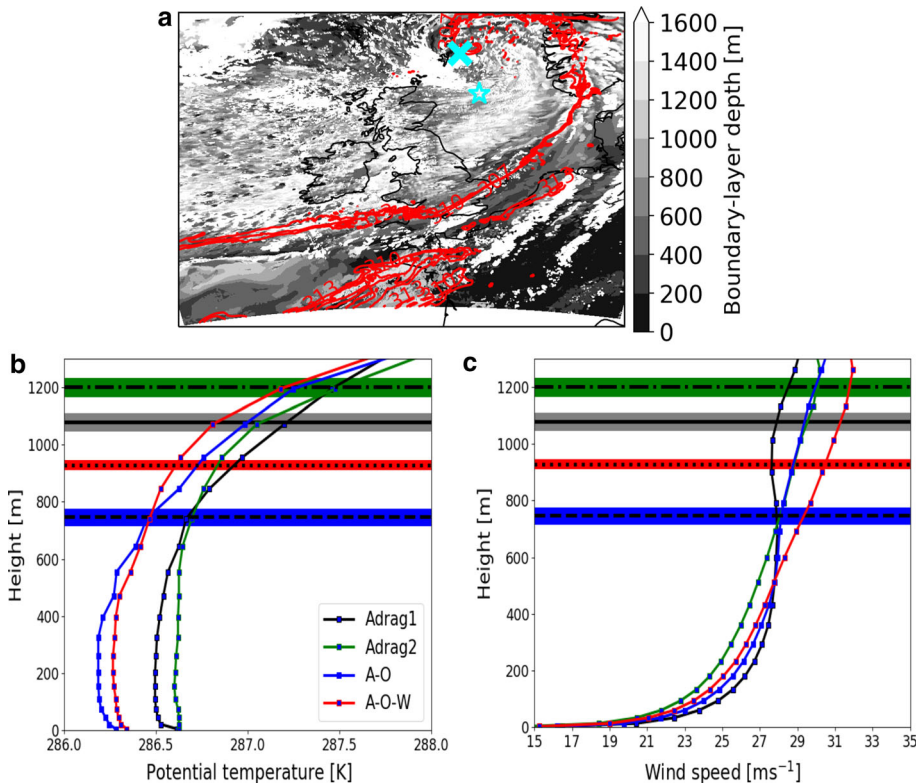 a
1600
1400
1200
1000
800
600
400
200
0
Boundary-layer depth [m]
b
1200
1000
800
600
400
200
0
Height [m]
286.0 286.5 287.0 287.5 288.0
Potential temperature [K]
Adrag1
Adrag2
A-O
A-O-W
c
1200
1000
800
600
400
200
0
Height [m]
15 17 19 21 23 25 27 29 31 33 35
Wind speed [ms⁻¹]